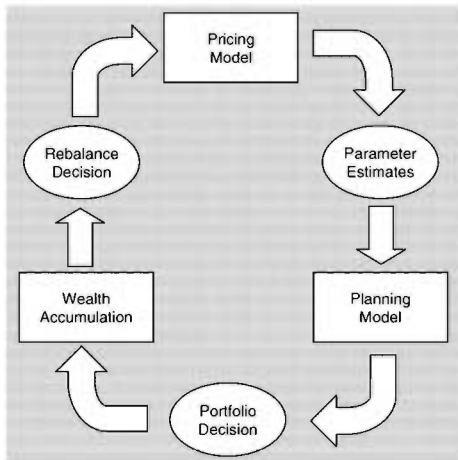 Pricing
Model
Rebalance
Decision
Parameter
Estimates
Wealth
Accumulation
Planning
Model
Portfolio
Decision